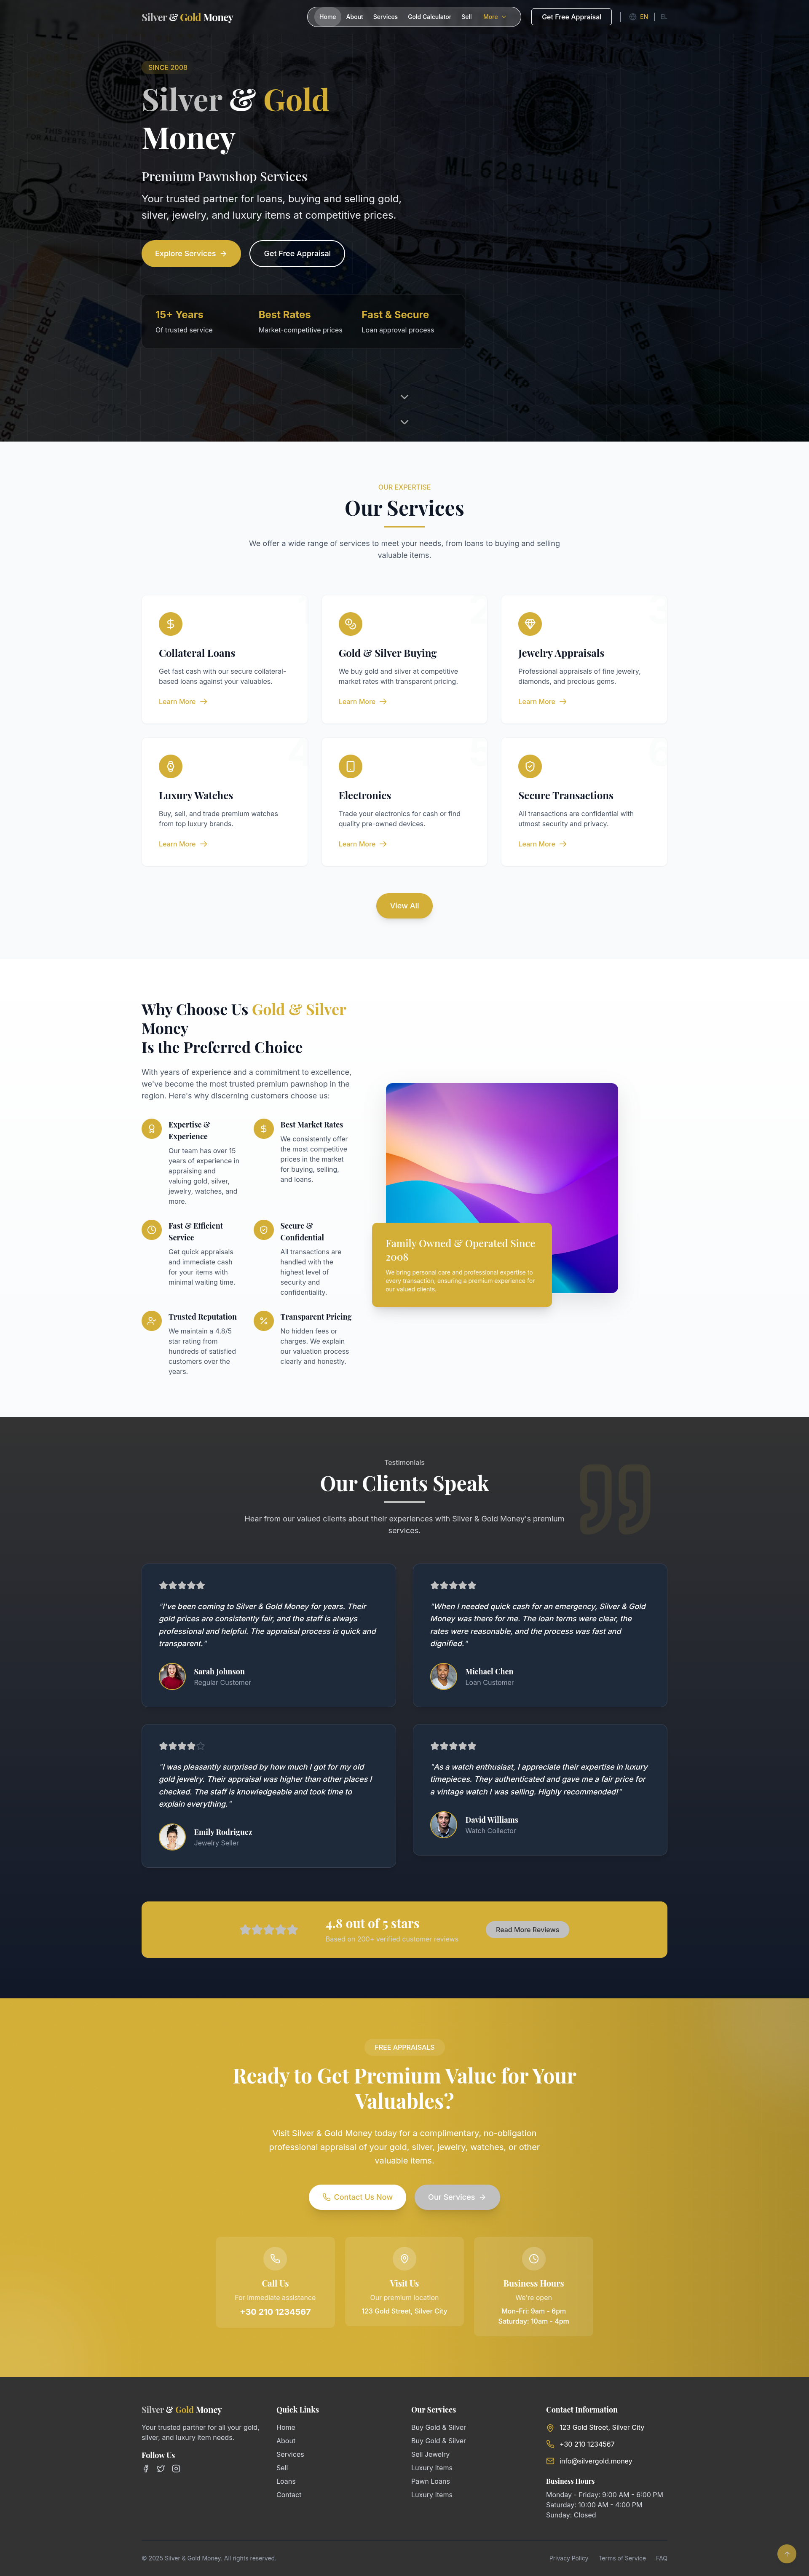 Silver & Gold Money
Home
About
Services
Gold Calculator
Sell
More
Get Free Appraisal
EN
EL
SINCE 2008
Silver & Gold
Money
Premium Pawnshop Services
Your trusted partner for loans, buying and selling gold,
silver, jewelry, and luxury items at competitive prices.
Explore Services
Get Free Appraisal
15+ Years
Of trusted service
Best Rates
Market-competitive prices
Fast & Secure
Loan approval process
OUR EXPERTISE
Our Services
We offer a wide range of services to meet your needs, from loans to buying and selling
valuable items.
Collateral Loans
Get fast cash with our secure collateral-
based loans against your valuables.
Learn More
Gold & Silver Buying
We buy gold and silver at competitive
market rates with transparent pricing.
Learn More
Jewelry Appraisals
Professional appraisals of fine jewelry,
diamonds, and precious gems.
Learn More
Luxury Watches
Buy, sell, and trade premium watches
from top luxury brands.
Learn More
Electronics
Trade your electronics for cash or find
quality pre-owned devices.
Learn More
Secure Transactions
All transactions are confidential with
utmost security and privacy.
Learn More
View All
Why Choose Us Gold & Silver
Money
Is the Preferred Choice
With years of experience and a commitment to excellence,
we've become the most trusted premium pawnshop in the
region. Here's why discerning customers choose us:
Expertise &
Experience
Our team has over 15
years of experience in
appraising and
valuing gold, silver,
jewelry, watches, and
more.
Best Market Rates
We consistently offer
the most competitive
prices in the market
for buying, selling,
and loans.
Fast & Efficient
Service
Get quick appraisals
and immediate cash
for your items with
minimal waiting time.
Secure &
Confidential
All transactions are
handled with the
highest level of
security and
confidentiality.
Trusted Reputation
We maintain a 4.8/5
star rating from
hundreds of satisfied
customers over the
years.
Transparent Pricing
No hidden fees or
charges. We explain
our valuation process
clearly and honestly.
Family Owned & Operated Since
2008
We bring personal care and professional expertise to
every transaction, ensuring a premium experience for
our valued clients.
Testimonials
Our Clients Speak
Hear from our valued clients about their experiences with Silver & Gold Money's premium
services.
"I've been coming to Silver & Gold Money for years. Their
gold prices are consistently fair, and the staff is always
professional and helpful. The appraisal process is quick and
transparent."
Sarah Johnson
Regular Customer
"When I needed quick cash for an emergency, Silver & Gold
Money was there for me. The loan terms were clear, the
rates were reasonable, and the process was fast and
dignified."
Michael Chen
Loan Customer
"I was pleasantly surprised by how much I got for my old
gold jewelry. Their appraisal was higher than other places I
checked. The staff is knowledgeable and took time to
explain everything."
Emily Rodriguez
Jewelry Seller
"As a watch enthusiast, I appreciate their expertise in luxury
timepieces. They authenticated and gave me a fair price for
a vintage watch I was selling. Highly recommended!"
David Williams
Watch Collector
4.8 out of 5 stars
Based on 200+ verified customer reviews
Read More Reviews
FREE APPRAISALS
Ready to Get Premium Value for Your
Valuables?
Visit Silver & Gold Money today for a complimentary, no-obligation
professional appraisal of your gold, silver, jewelry, watches, or other
valuable items.
Contact Us Now
Our Services
Call Us
For immediate assistance
+30 210 1234567
Visit Us
Our premium location
123 Gold Street, Silver City
Business Hours
We're open
Mon-Fri: 9am - 6pm
Saturday: 10am - 4pm
Silver & Gold Money
Your trusted partner for all your gold,
silver, and luxury item needs.
Follow Us
Quick Links
Home
About
Services
Sell
Loans
Contact
Our Services
Buy Gold & Silver
Buy Gold & Silver
Sell Jewelry
Luxury Items
Pawn Loans
Luxury Items
Contact Information
123 Gold Street, Silver City
+30 210 1234567
info@silvergold.money
Business Hours
Monday - Friday: 9:00 AM - 6:00 PM
Saturday: 10:00 AM - 4:00 PM
Sunday: Closed
© 2025 Silver & Gold Money. All rights reserved.
Privacy Policy
Terms of Service
FAQ